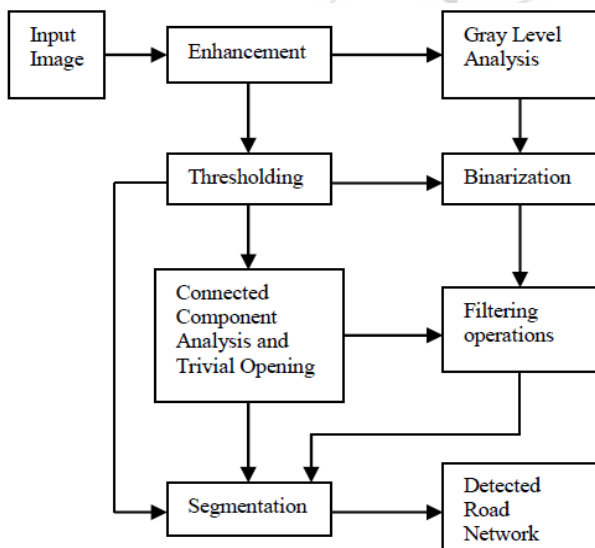 Input
Image
Enhancement
Gray Level
Analysis
Thresholding
Binarization
Connected
Component
Analysis and
Trivial Opening
Filtering
operations
Segmentation
Detected
Road
Network